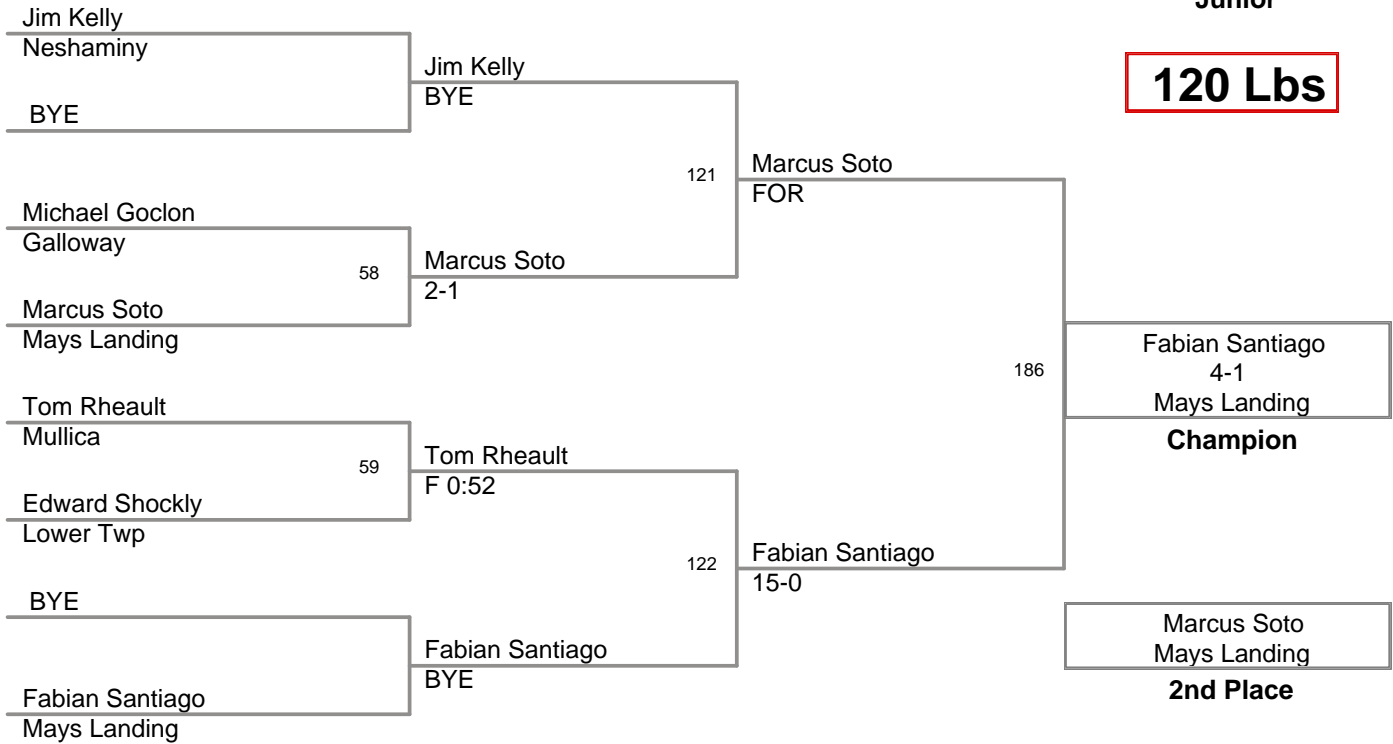 Junior
120 Lbs
Jim Kelly
Neshaminy
BYE
Michael Goclon
Galloway
58
Marcus Soto
Mays Landing
Tom Rheault
Mullica
59
Edward Shockly
Lower Twp
BYE
Fabian Santiago
Mays Landing
Jim Kelly
BYE
121
Marcus Soto
2-1
Tom Rheault
F 0:52
122
Fabian Santiago
BYE
Marcus Soto
FOR
186
Fabian Santiago
15-0
Fabian Santiago
4-1
Mays Landing
Champion
Marcus Soto
Mays Landing
2nd Place